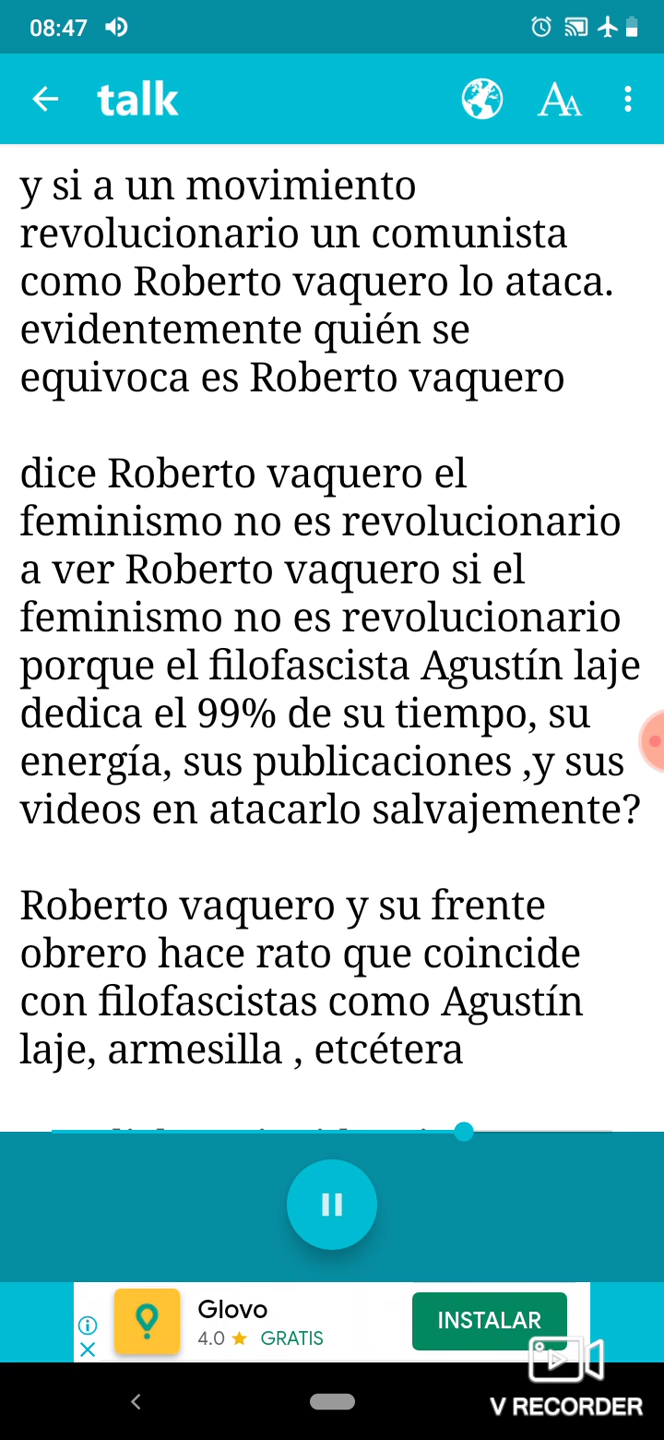 08:47
talk
y si a un movimiento
revolucionario un comunista
como Roberto vaquero lo ataca.
evidentemente quién se
equivoca es Roberto vaquero
dice Roberto vaquero el
feminismo no es revolucionario
a ver Roberto vaquero si el
feminismo no es revolucionario
porque el filofascista Agustín laje
dedica el 99% de su tiempo, su
energía, sus publicaciones ,y sus
videos en atacarlo salvajemente?
Roberto vaquero y su frente
obrero hace rato que coincide
con filofascistas como Agustín
laje, armesilla , etcétera
Glovo
4.0 ★ GRATIS
INSTALAR
V RECORDER